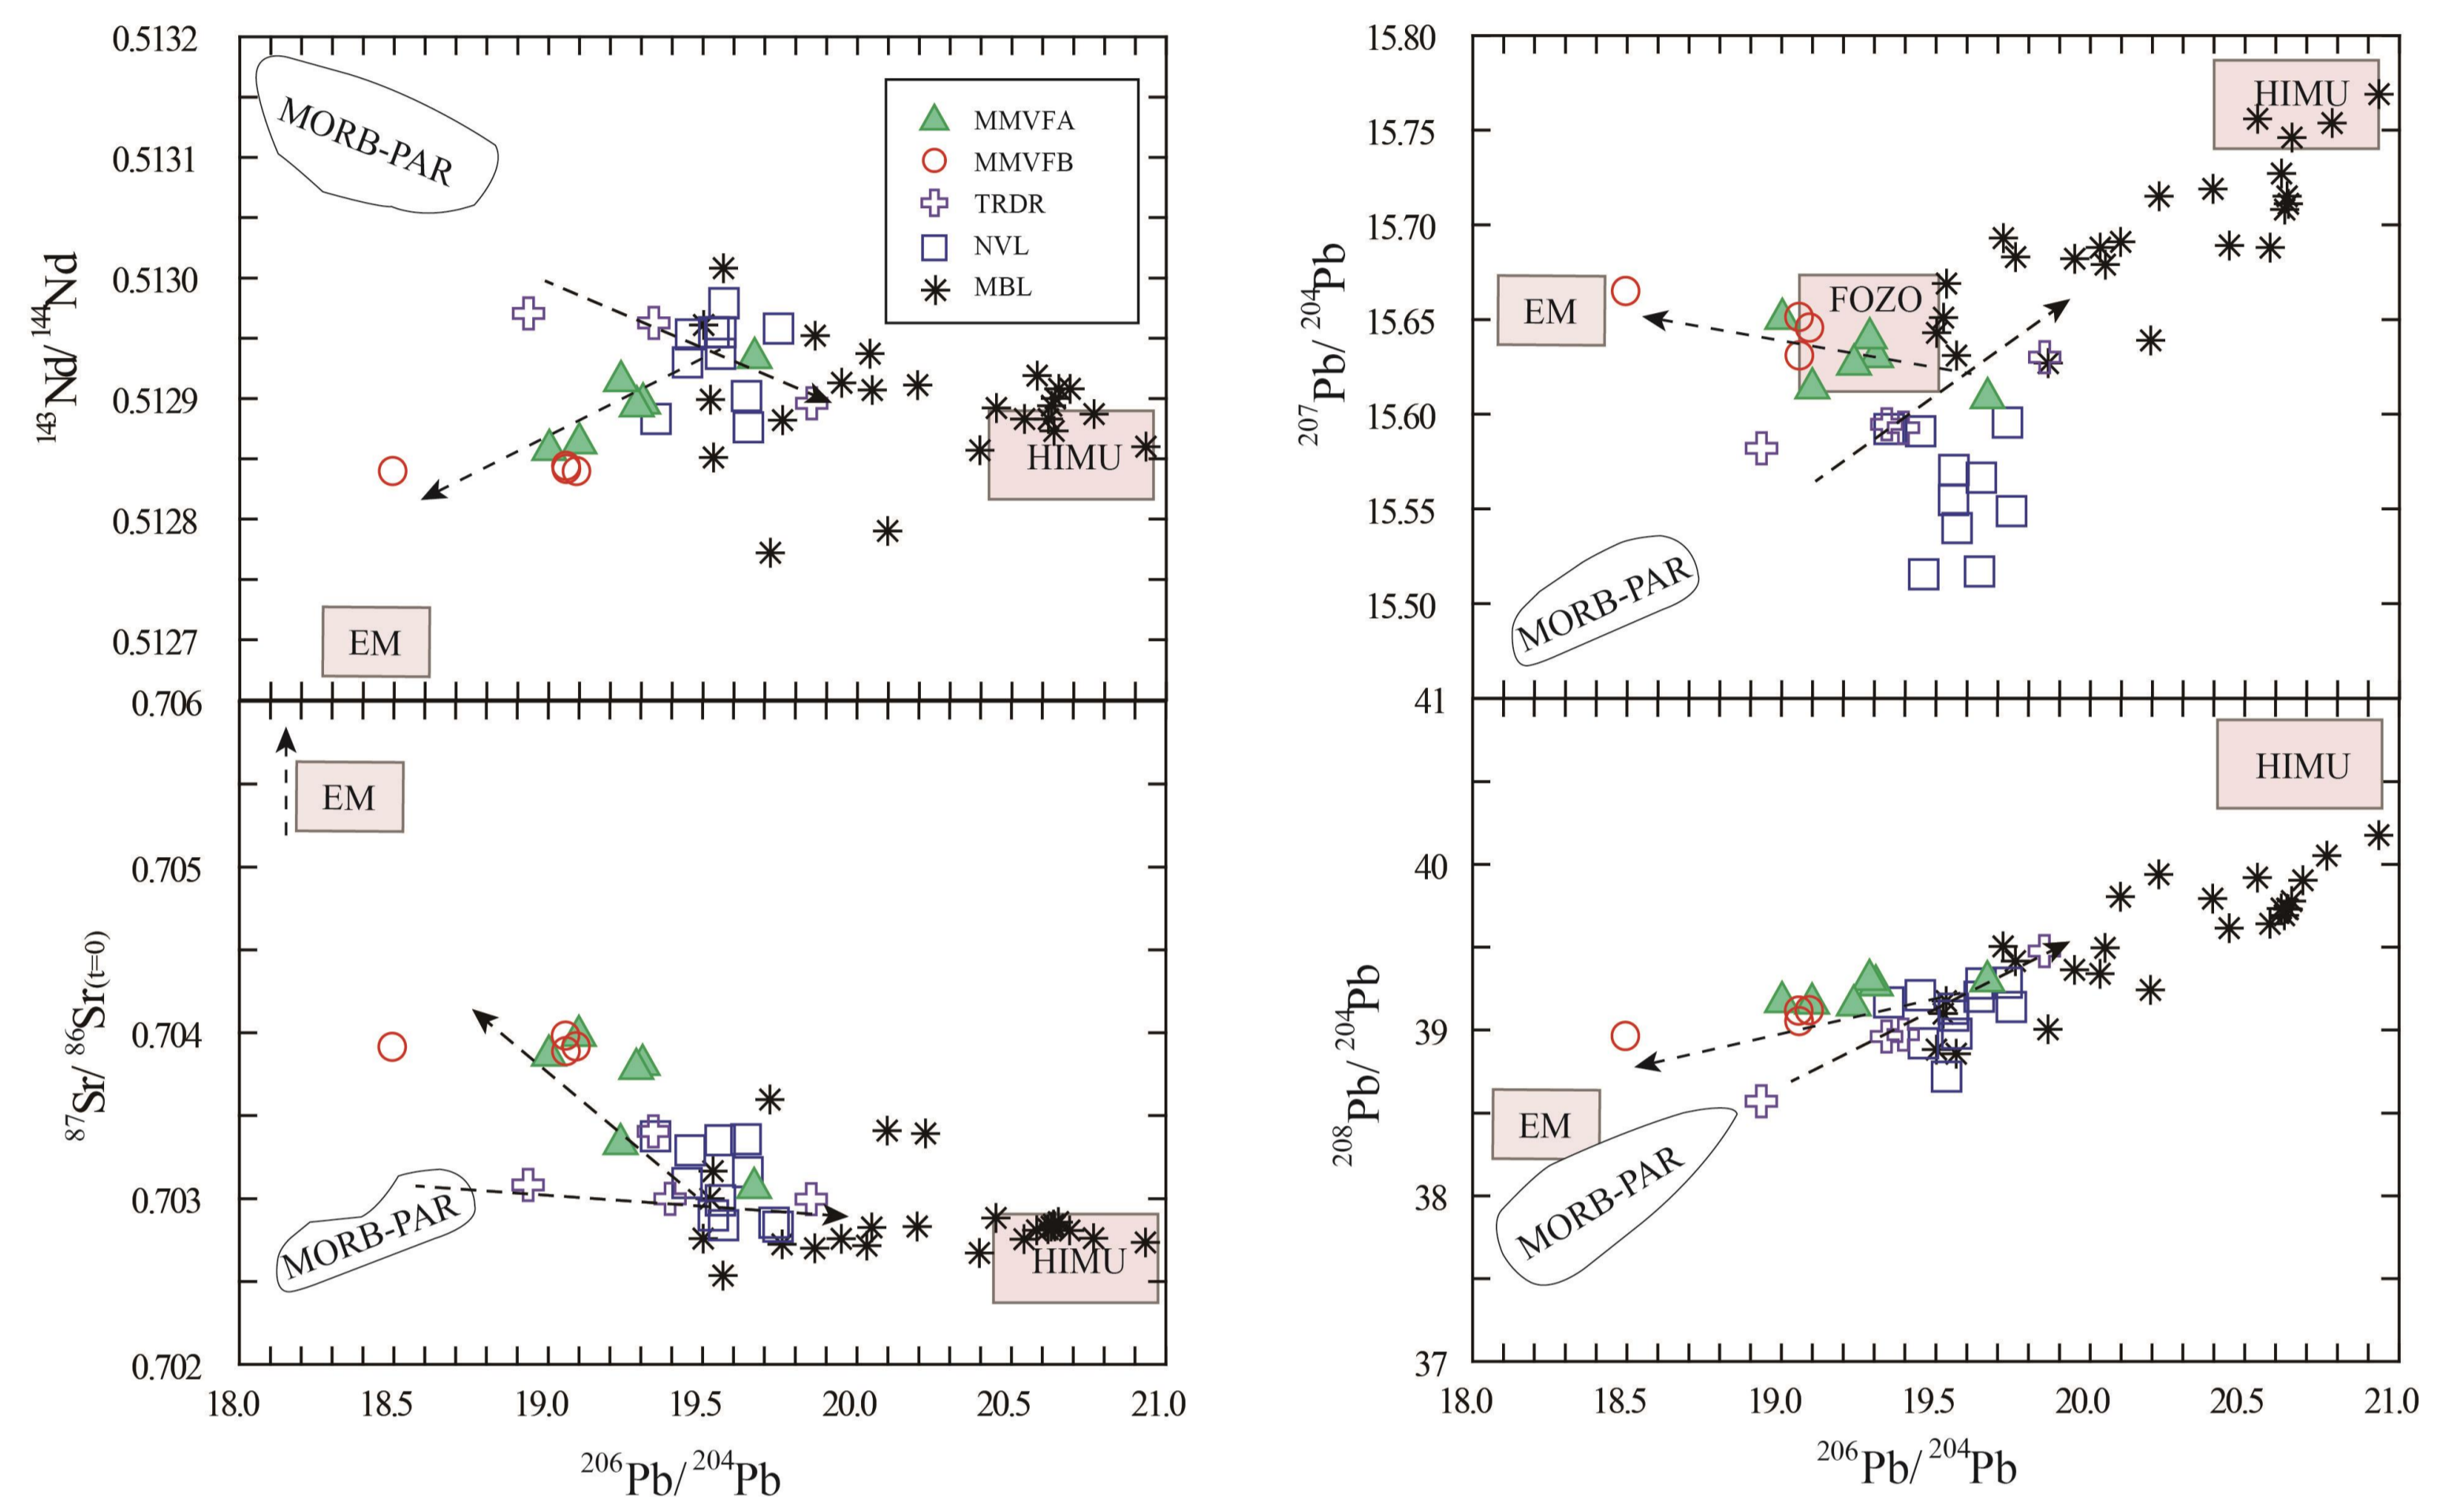 0.5132
0.5131
0.5130
0.5129
0.5128
0.5127
143Nd/ 144Nd
MORB-PAR
MMVFA
MMVFB
TRDR
NVL
MBL
HIMU
EM
0.706
0.705
0.704
0.703
0.702
87Sr/ 86Sr(t=0)
EM
MORB-PAR
HIMU
18.0 18.5 19.0 19.5 20.0 20.5 21.0
206Pb/ 204Pb
15.80
15.75
15.70
15.65
15.60
15.55
15.50
207Pb/ 204Pb
HIMU
EM
FOZO
MORB-PAR
41
40
39
38
37
208Pb/ 204Pb
HIMU
EM
MORB-PAR
18.0 18.5 19.0 19.5 20.0 20.5 21.0
206Pb/ 204Pb